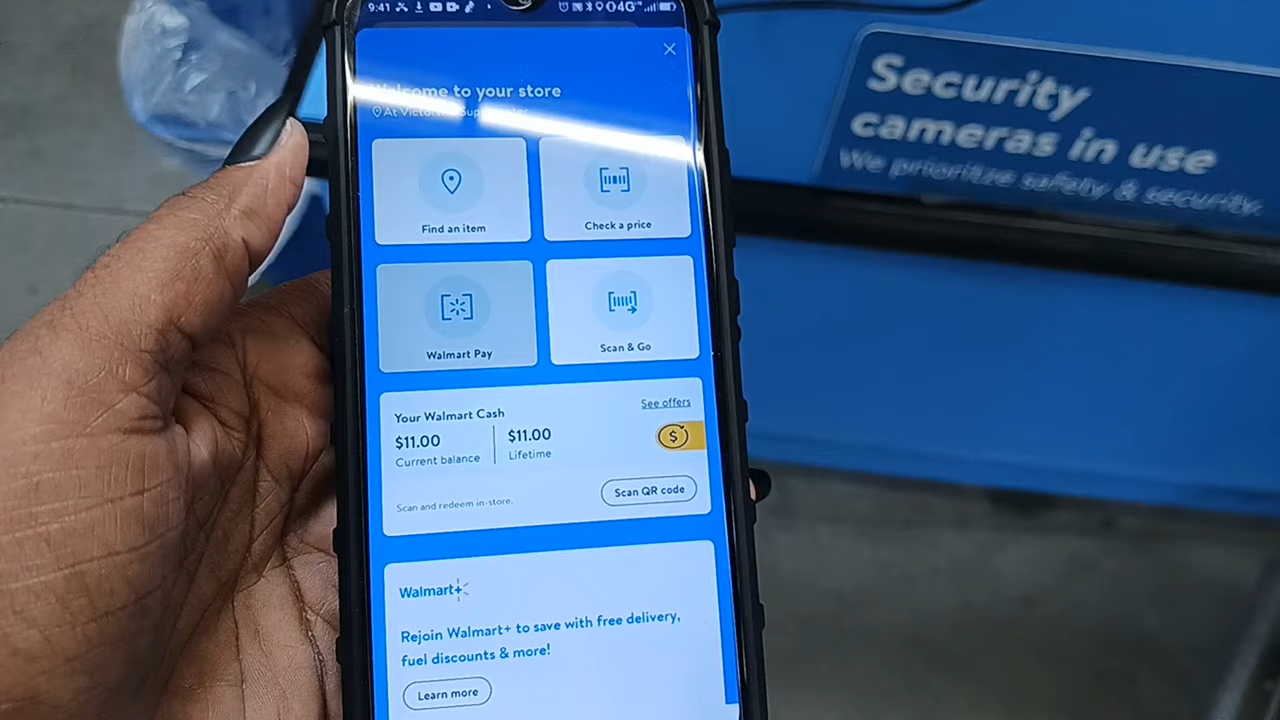 9:41
4G
Welcome to your store
At Victorville Supercenter
Find an item
Check a price
Walmart Pay
Scan & Go
Your Walmart Cash
See offers
$11.00
$11.00
Current balance
Lifetime
$
Scan and redeem in-store.
Scan QR code
Walmart+
Rejoin Walmart+ to save with free delivery,
fuel discounts & more!
Learn more
Security
cameras in use
We prioritize safety & security.